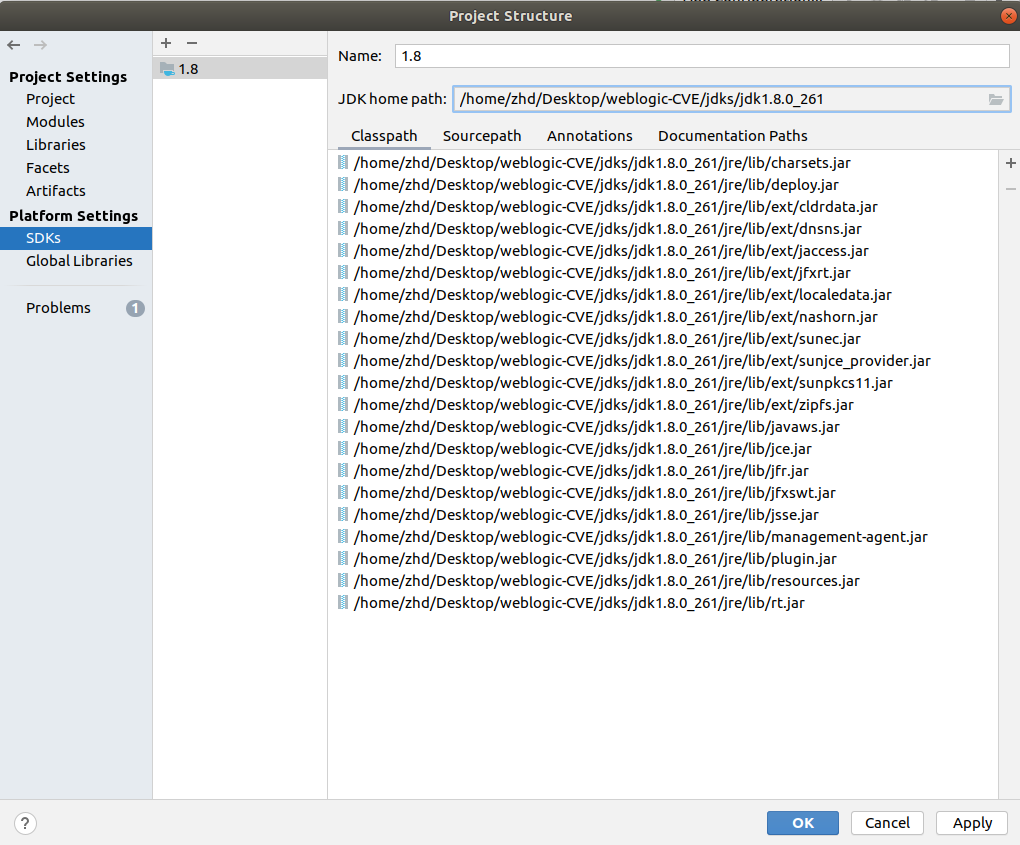 Project Structure
Project Settings
Project
Modules
Libraries
Facets
Artifacts
Platform Settings
SDKs
Global Libraries
Problems 1
1.8
Name: 1.8
JDK home path: /home/zhd/Desktop/weblogic-CVE/jdks/jdk1.8.0_261
Classpath Sourcepath Annotations Documentation Paths
/home/zhd/Desktop/weblogic-CVE/jdks/jdk1.8.0_261/jre/lib/charsets.jar
/home/zhd/Desktop/weblogic-CVE/jdks/jdk1.8.0_261/jre/lib/deploy.jar
/home/zhd/Desktop/weblogic-CVE/jdks/jdk1.8.0_261/jre/lib/ext/cldrdata.jar
/home/zhd/Desktop/weblogic-CVE/jdks/jdk1.8.0_261/jre/lib/ext/dnsns.jar
/home/zhd/Desktop/weblogic-CVE/jdks/jdk1.8.0_261/jre/lib/ext/jaccess.jar
/home/zhd/Desktop/weblogic-CVE/jdks/jdk1.8.0_261/jre/lib/ext/jfxrt.jar
/home/zhd/Desktop/weblogic-CVE/jdks/jdk1.8.0_261/jre/lib/ext/localedata.jar
/home/zhd/Desktop/weblogic-CVE/jdks/jdk1.8.0_261/jre/lib/ext/nashorn.jar
/home/zhd/Desktop/weblogic-CVE/jdks/jdk1.8.0_261/jre/lib/ext/sunec.jar
/home/zhd/Desktop/weblogic-CVE/jdks/jdk1.8.0_261/jre/lib/ext/sunjce_provider.jar
/home/zhd/Desktop/weblogic-CVE/jdks/jdk1.8.0_261/jre/lib/ext/sunpkcs11.jar
/home/zhd/Desktop/weblogic-CVE/jdks/jdk1.8.0_261/jre/lib/ext/zipfs.jar
/home/zhd/Desktop/weblogic-CVE/jdks/jdk1.8.0_261/jre/lib/javaws.jar
/home/zhd/Desktop/weblogic-CVE/jdks/jdk1.8.0_261/jre/lib/jce.jar
/home/zhd/Desktop/weblogic-CVE/jdks/jdk1.8.0_261/jre/lib/jfr.jar
/home/zhd/Desktop/weblogic-CVE/jdks/jdk1.8.0_261/jre/lib/jfxswt.jar
/home/zhd/Desktop/weblogic-CVE/jdks/jdk1.8.0_261/jre/lib/jsse.jar
/home/zhd/Desktop/weblogic-CVE/jdks/jdk1.8.0_261/jre/lib/management-agent.jar
/home/zhd/Desktop/weblogic-CVE/jdks/jdk1.8.0_261/jre/lib/plugin.jar
/home/zhd/Desktop/weblogic-CVE/jdks/jdk1.8.0_261/jre/lib/resources.jar
/home/zhd/Desktop/weblogic-CVE/jdks/jdk1.8.0_261/jre/lib/rt.jar
? OK Cancel Apply